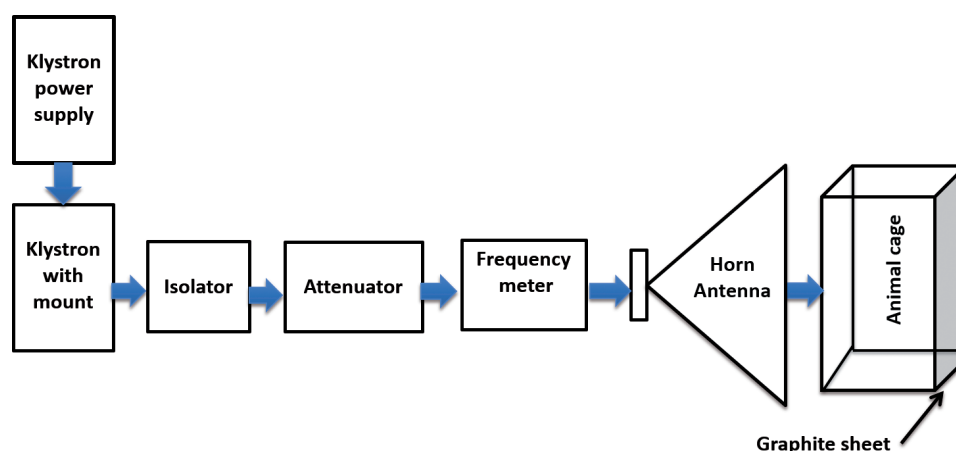 Klystron
power
supply
Klystron
with
mount
Isolator
Attenuator
Frequency
meter
Horn
Antenna
Animal cage
Graphite sheet